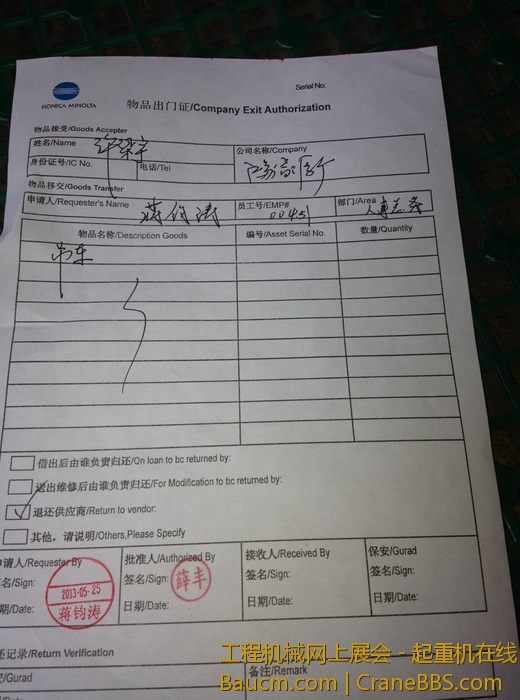 Serial No:
KONICA MINOLTA
物品出门证/Company Exit Authorization
物品接受/Goods Accepter
姓名/Name
公司名称/Company
身份证号/IC No.
电话/Tel
物品移交/Goods Transfer
申请人/Requester's Name 蒋钧涛 员工号/EMP# 00451 部门/Area
物品名称/Description Goods 编号/Asset Serial No. 数量/Quantity
吊车
借出后由谁负责归还/On loan to be returned by:
送出维修后由谁负责归还/For Modification to be returned by:
退还供应商/Return to vendor:
其他，请说明/Others,Please Specify
申请人/Requester By 批准人/Authorized By 接收人/Received By 保安/Gurad
签名/Sign: 签名/Sign: 签名/Sign: 签名/Sign:
2013-05-25
薛丰
日期/Date: 日期/Date: 日期/Date: 日期/Date:
蒋钧涛
还记录/Return Verification
安/Gurad
备注/Remark
工程机械网上展会 - 起重机在线
Baucm.com | CraneBBS.com